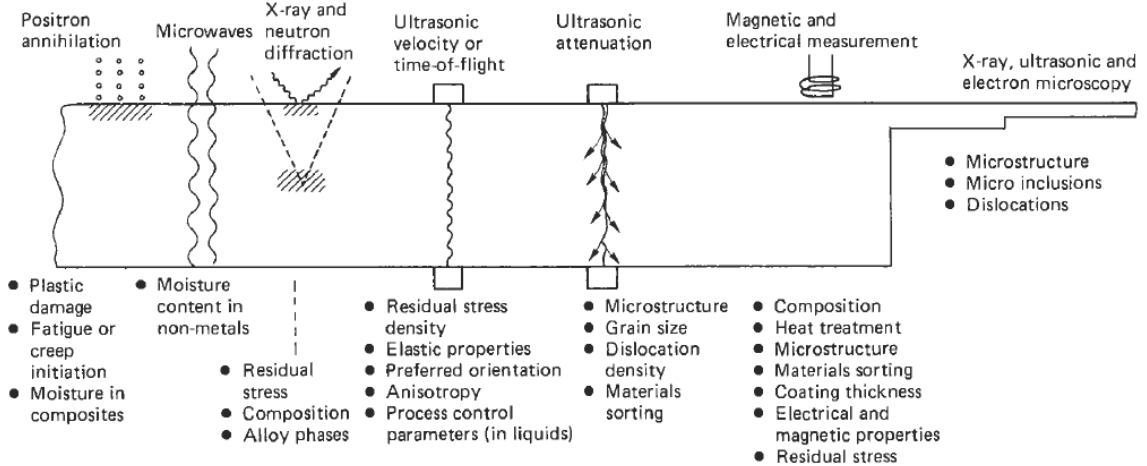 Positron
annihilation
Microwaves
X-ray and
neutron
diffraction
Ultrasonic
velocity or
time-of-flight
Ultrasonic
attenuation
Magnetic and
electrical measurement
X-ray, ultrasonic and
electron microscopy
● Microstructure
● Micro inclusions
● Dislocations
● Plastic
damage
● Fatigue or
creep
initiation
● Moisture in
composites
● Moisture
content in
non-metals
● Residual
stress
● Composition
● Alloy phases
● Residual stress
density
● Elastic properties
● Preferred orientation
● Anisotropy
● Process control
parameters (in liquids)
● Microstructure
● Grain size
● Dislocation
density
● Materials
sorting
● Composition
● Heat treatment
● Microstructure
● Materials sorting
● Coating thickness
● Electrical and
magnetic properties
● Residual stress